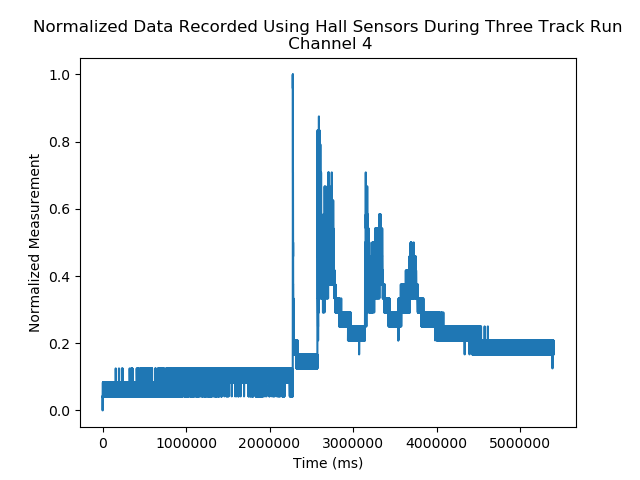 Normalized Data Recorded Using Hall Sensors During Three Track Run
Channel 4
1.0
0.8
0.6
0.4
0.2
0.0
Normalized Measurement
0 1000000 2000000 3000000 4000000 5000000
Time (ms)